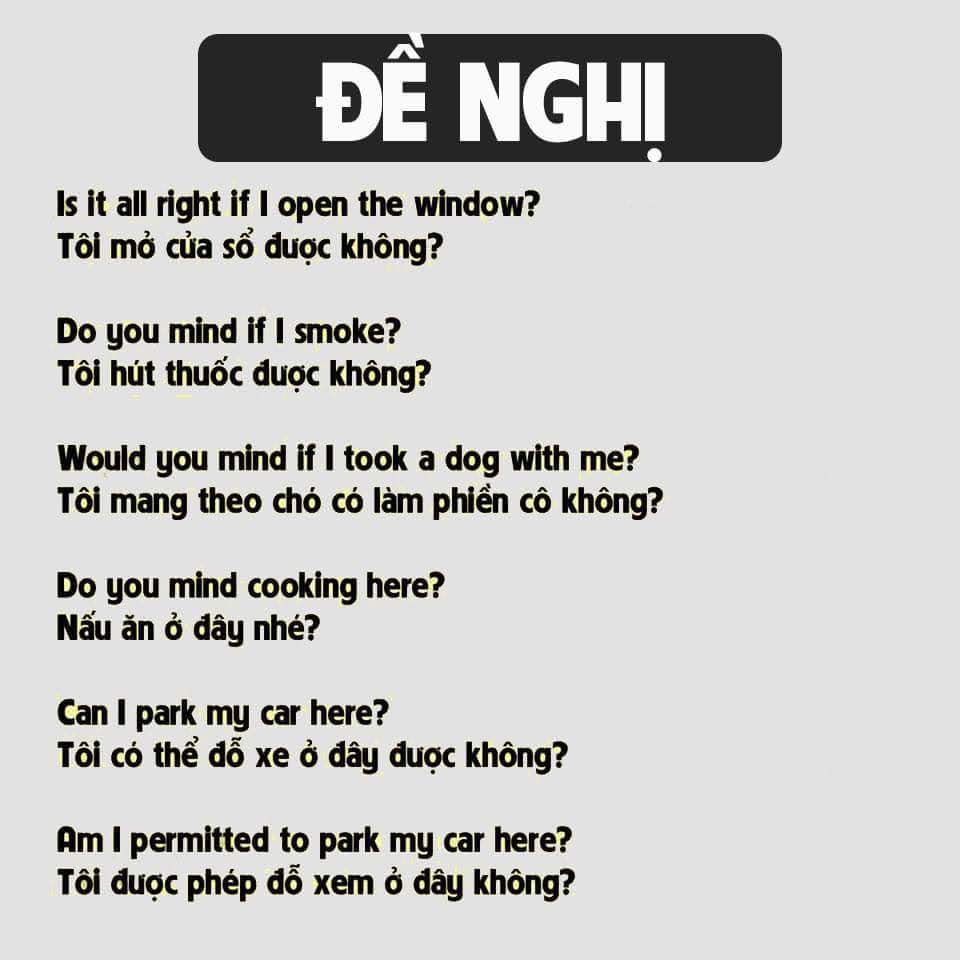 ĐỀ NGHỊ
Is it all right if I open the window?
Tôi mở cửa sổ được không?
Do you mind if I smoke?
Tôi hút thuốc được không?
Would you mind if I took a dog with me?
Tôi mang theo chó có làm phiền cô không?
Do you mind cooking here?
Nấu ăn ở đây nhé?
Can I park my car here?
Tôi có thể đỗ xe ở đây được không?
Am I permitted to park my car here?
Tôi được phép đỗ xem ở đây không?